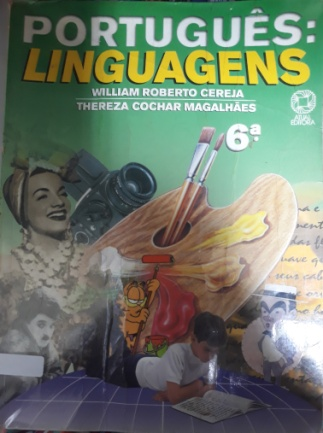 PORTUGUÊS:
LINGUAGENS
WILLIAM ROBERTO CEREJA
THEREZA COCHAR MAGALHÃES
ATUAL
EDITORA
6ª